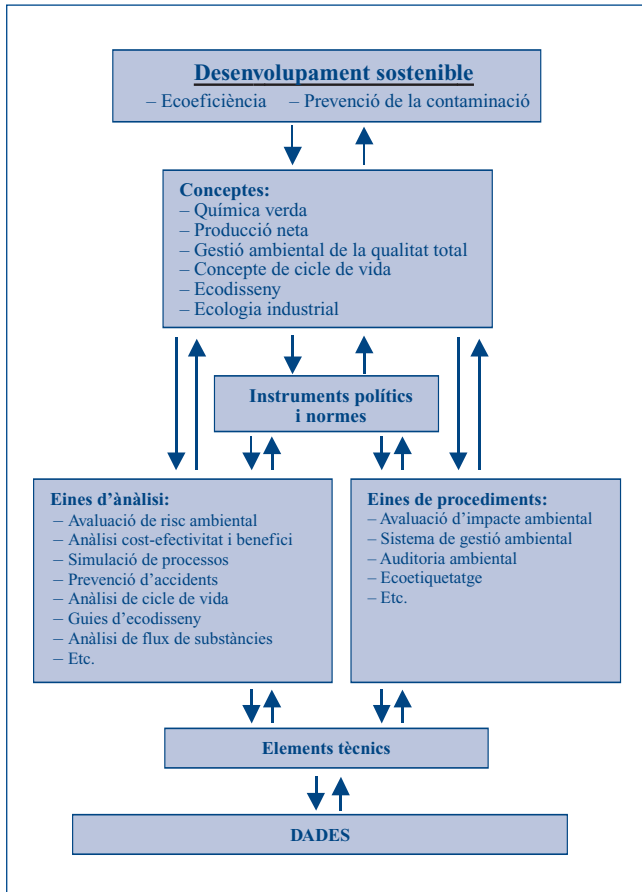 Desenvolupament sostenible
– Ecoeficiència – Prevenció de la contaminació
Conceptes:
– Química verda
– Producció neta
– Gestió ambiental de la qualitat total
– Concepte de cicle de vida
– Ecodisseny
– Ecologia industrial
Instruments polítics
i normes
Eines d’ànàlisi:
– Avaluació de risc ambiental
– Anàlisi cost-efectivitat i benefici
– Simulació de processos
– Prevenció d’accidents
– Anàlisi de cicle de vida
– Guies d’ecodisseny
– Anàlisi de flux de substàncies
– Etc.
Eines de procediments:
– Avaluació d’impacte ambiental
– Sistema de gestió ambiental
– Auditoria ambiental
– Ecoetiquetatge
– Etc.
Elements tècnics
DADES